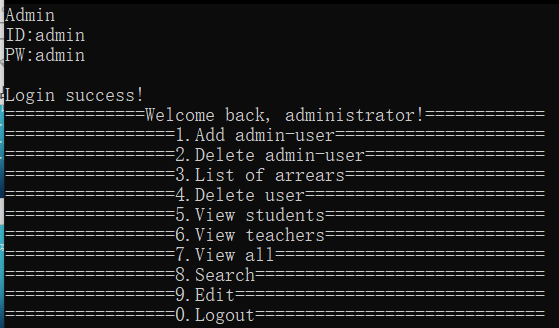 Admin
ID:admin
PW:admin
Login success!
==============Welcome back, administrator!============
=================1.Add admin-user=====================
=================2.Delete admin-user==================
=================3.List of arrears====================
=================4.Delete user========================
=================5.View students======================
=================6.View teachers======================
=================7.View all===========================
=================8.Search=============================
=================9.Edit===============================
=================0.Logout=============================